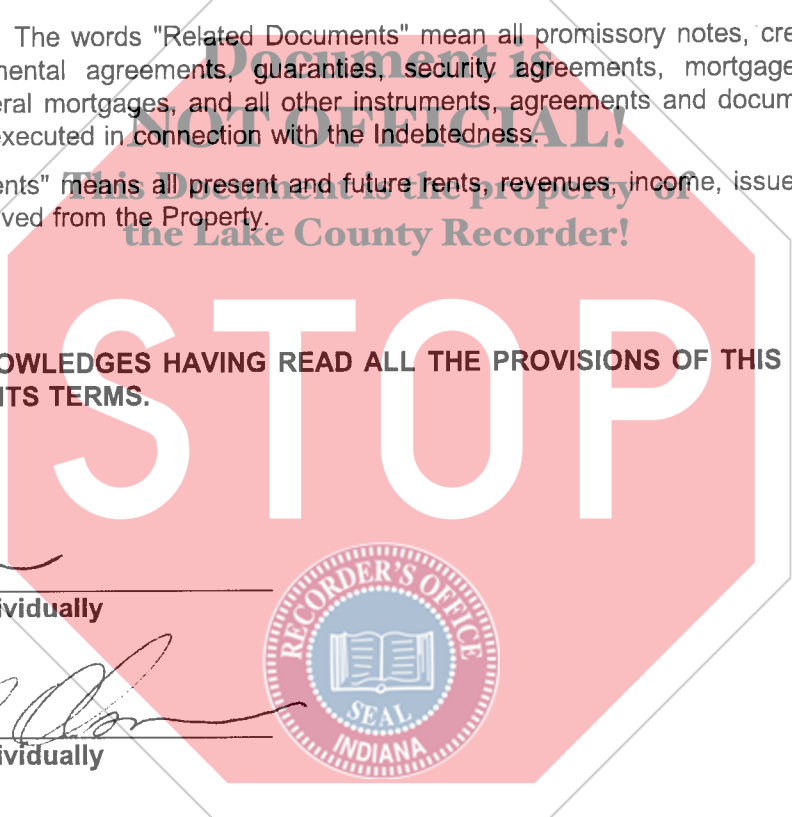 The words "Related Documents" mean all promissory notes, cre
mental agreements, guaranties, security agreements, mortgage
eral mortgages, and all other instruments, agreements and docum
executed in connection with the Indebtedness.
ents" means all present and future rents, revenues, income, issue
ved from the Property.
Document is
NOT OFFICIAL!
This Document is the property of
the Lake County Recorder!
STOP
OWLEDGES HAVING READ ALL THE PROVISIONS OF THIS
ITS TERMS.
ividually
ividually
RECORDER'S OFFICE
SEAL
INDIANA